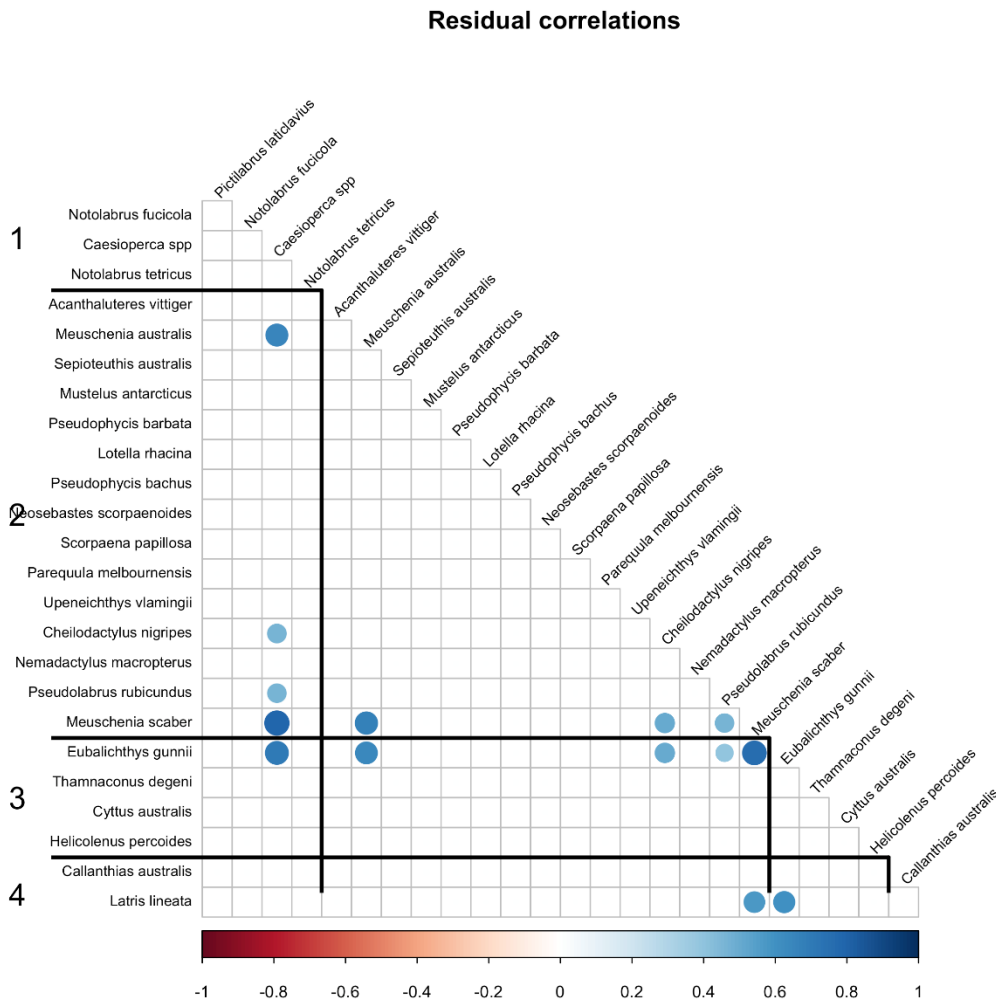 Residual correlations
Pictilabrus laticlavius
Notolabrus fucicola
Caesioperca spp
Notolabrus tetricus
Acanthaluteres vittiger
Meuschenia australis
Sepioteuthis australis
Mustelus antarcticus
Pseudophycis barbata
Lotella rhacina
Pseudophycis bachus
Neosebastes scorpaenoides
Scorpaena papillosa
Parequula melbournensis
Upeneichthys vlamingii
Cheilodactylus nigripes
Nemadactylus macropterus
Pseudolabrus rubicundus
Meuschenia scaber
Eubalichthys gunnii
Thamnaconus degeni
Cyttus australis
Helicolenus percoides
Callanthias australis
1
Notolabrus fucicola
Caesioperca spp
Notolabrus tetricus
Acanthaluteres vittiger
Meuschenia australis
Sepioteuthis australis
Mustelus antarcticus
Pseudophycis barbata
Lotella rhacina
Pseudophycis bachus
2
Neosebastes scorpaenoides
Scorpaena papillosa
Parequula melbournensis
Upeneichthys vlamingii
Cheilodactylus nigripes
Nemadactylus macropterus
Pseudolabrus rubicundus
Meuschenia scaber
Eubalichthys gunnii
Thamnaconus degeni
3
Cyttus australis
Helicolenus percoides
Callanthias australis
4
Latris lineata
-1 -0.8 -0.6 -0.4 -0.2 0 0.2 0.4 0.6 0.8 1